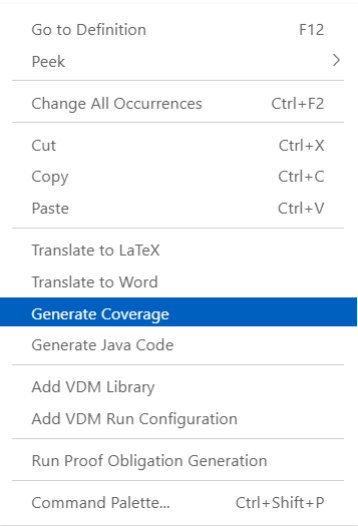 Go to Definition F12
Peek
Change All Occurrences Ctrl+F2
Cut Ctrl+X
Copy Ctrl+C
Paste Ctrl+V
Translate to LaTeX
Translate to Word
Generate Coverage
Generate Java Code
Add VDM Library
Add VDM Run Configuration
Run Proof Obligation Generation
Command Palette... Ctrl+Shift+P